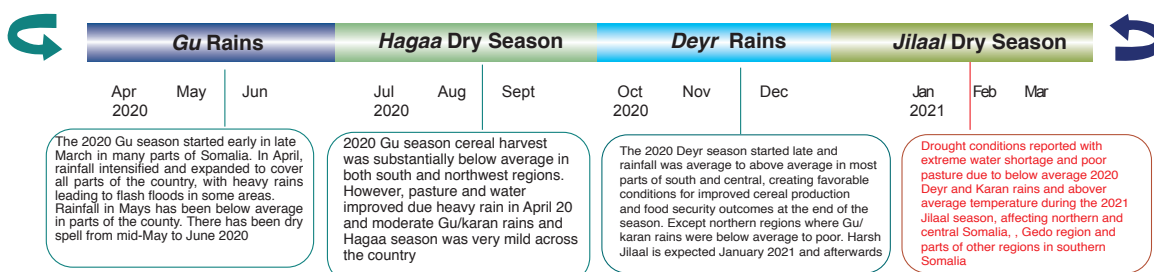 Gu Rains
Hagaa Dry Season
Deyr Rains
Jilaal Dry Season
Apr May Jun
2020
Jul Aug Sept
2020
Oct Nov Dec
2020
Jan Feb Mar
2021
The 2020 Gu season started early in late
March in many parts of Somalia. In April,
rainfall intensified and expanded to cover
all parts of the country, with heavy rains
leading to flash floods in some areas.
Rainfall in Mays has been below average
in parts of the county. There has been dry
spell from mid-May to June 2020
2020 Gu season cereal harvest
was substantially below average in
both south and northwest regions.
However, pasture and water
improved due heavy rain in April 20
and moderate Gu/karan rains and
Hagaa season was very mild across
the country
The 2020 Deyr season started late and
rainfall was average to above average in most
parts of south and central, creating favorable
conditions for improved cereal production
and food security outcomes at the end of the
season. Except northern regions where Gu/
karan rains were below average to poor. Harsh
Jilaal is expected January 2021 and afterwards
Drought conditions reported with
extreme water shortage and poor
pasture due to below average 2020
Deyr and Karan rains and abover
average temperature during the 2021
Jilaal season, affecting northern and
central Somalia, , Gedo region and
parts of other regions in southern
Somalia